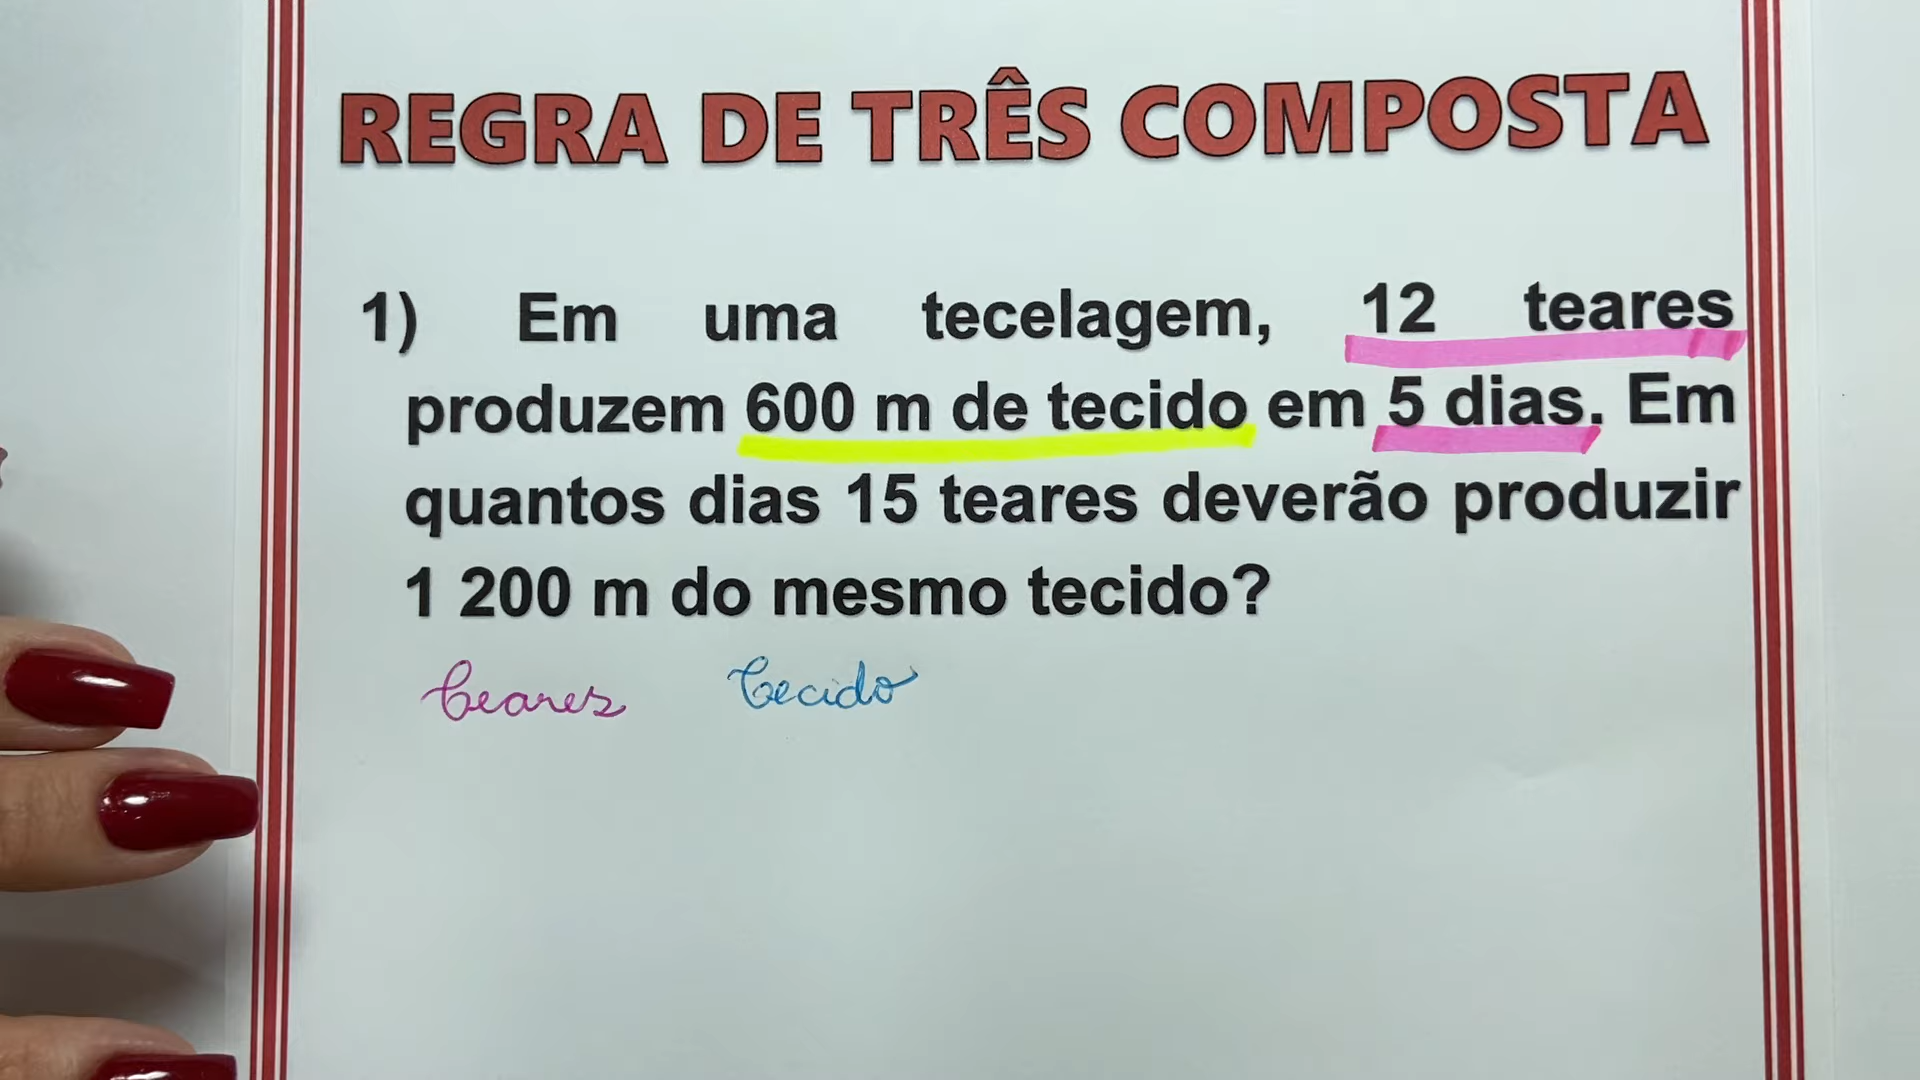 REGRA DE TRÊS COMPOSTA
1) Em uma tecelagem, 12 teares
produzem 600 m de tecido em 5 dias. Em
quantos dias 15 teares deverão produzir
1 200 m do mesmo tecido?
Teares Tecido